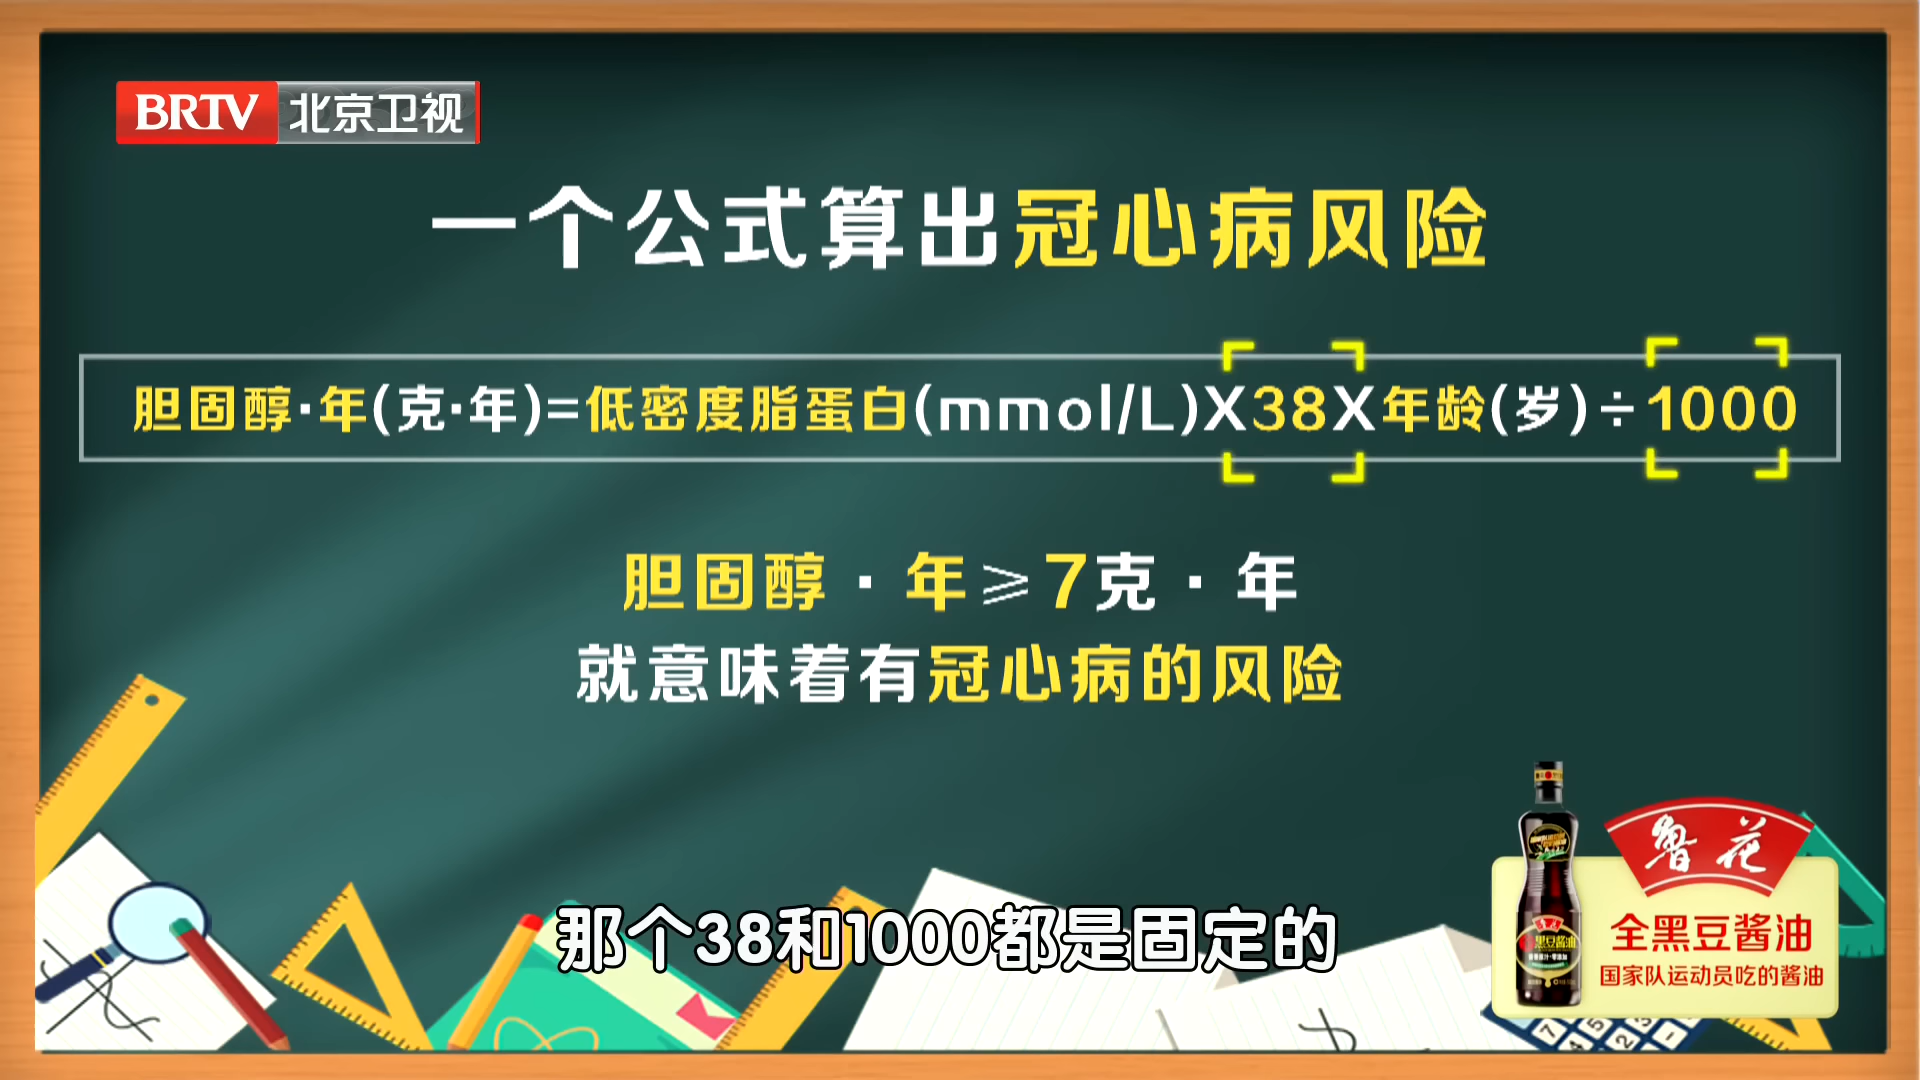 BRTV 北京卫视
一个公式算出冠心病风险
胆固醇·年(克·年)=低密度脂蛋白(mmol/L)X38X年龄(岁)÷1000
胆固醇·年≥7克·年
就意味着有冠心病的风险
鲁花
全黑豆酱油
国家队运动员吃的酱油
那个38和1000都是固定的